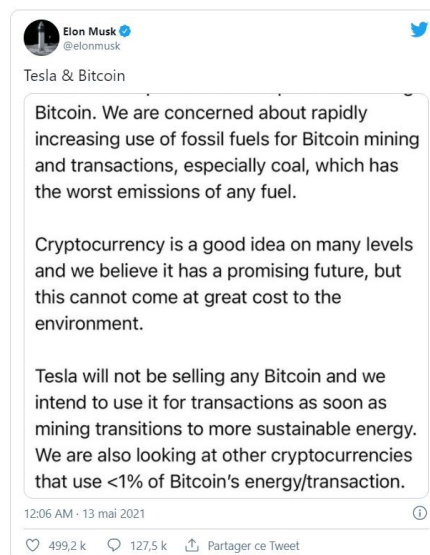 Elon Musk
@elonmusk
Tesla & Bitcoin
Bitcoin. We are concerned about rapidly
increasing use of fossil fuels for Bitcoin mining
and transactions, especially coal, which has
the worst emissions of any fuel.
Cryptocurrency is a good idea on many levels
and we believe it has a promising future, but
this cannot come at great cost to the
environment.
Tesla will not be selling any Bitcoin and we
intend to use it for transactions as soon as
mining transitions to more sustainable energy.
We are also looking at other cryptocurrencies
that use <1% of Bitcoin's energy/transaction.
12:06 AM · 13 mai 2021
499,2 k 127,5 k Partager ce Tweet